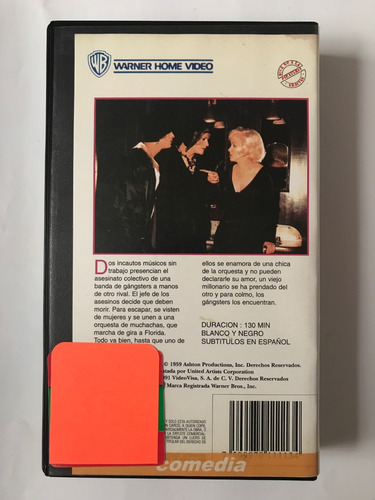 WB
WARNER HOME VIDEO
Dos incautos músicos sin
trabajo presencian el
asesinato colectivo de una
banda de gángsters a manos
de otro rival. El jefe de los
asesinos decide que deben
morir. Para escapar, se visten
de mujeres y se unen a una
orquesta de muchachas, que
marcha de gira a Florida.
Todo va bien, hasta que uno de
ellos se enamora de una chica
de la orquesta y no pueden
declararle su amor, un viejo
millonario se ha prendado del
otro y para colmo, los
gángsters los encuentran.
DURACION : 130 MIN
BLANCO Y NEGRO
SUBTITULOS EN ESPAÑOL
© 1959 Ashton Productions, Inc. Derechos Reservados.
por United Artists Corporation
VideoVisa, S. A. de C. V. Derechos Reservados
Marca Registrada Warner Bros., Inc.
comedia